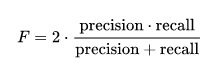 F = 2 · precision · recall / precision + recall